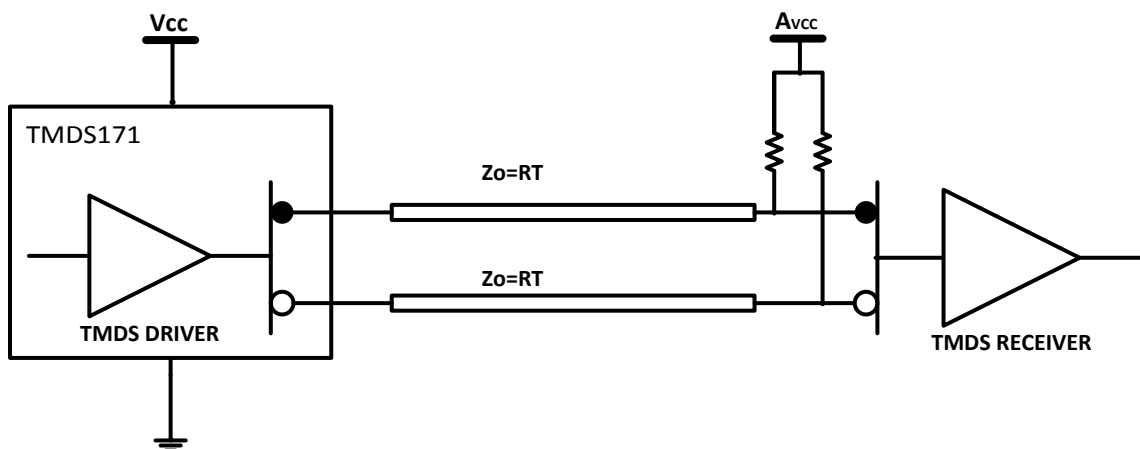 Vcc
AVCC
TMDS171
Zo=RT
Zo=RT
TMDS DRIVER
TMDS RECEIVER